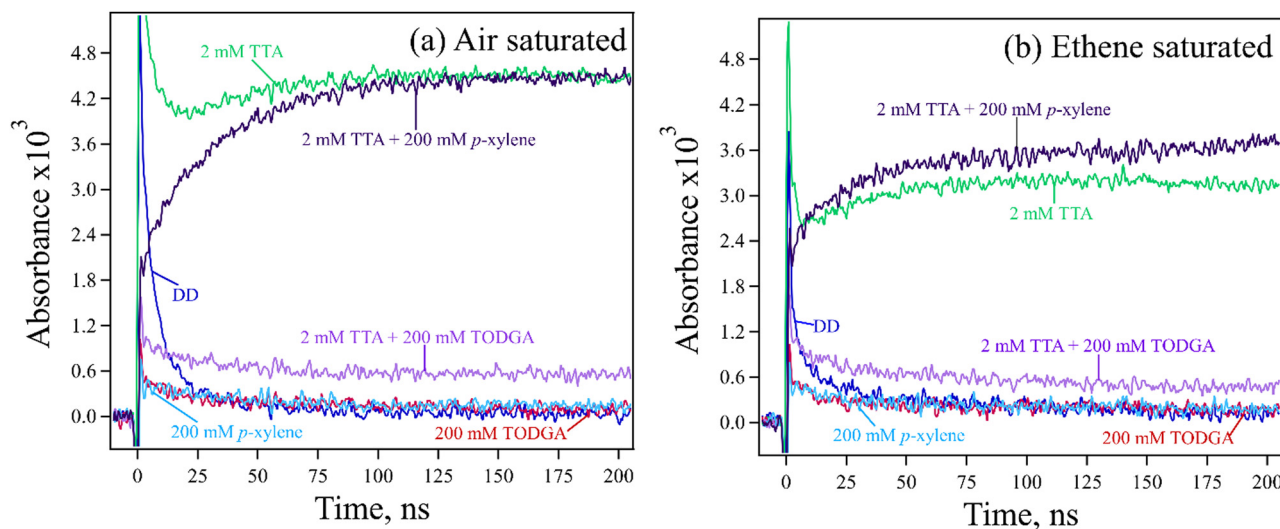 (a) Air saturated
2 mM TTA
2 mM TTA + 200 mM p-xylene
DD
2 mM TTA + 200 mM TODGA
200 mM p-xylene
200 mM TODGA
Absorbance x10³
4.8
4.2
3.6
3.0
2.4
1.8
1.2
0.6
0.0
0 25 50 75 100 125 150 175 200
Time, ns
(b) Ethene saturated
2 mM TTA + 200 mM p-xylene
2 mM TTA
DD
2 mM TTA + 200 mM TODGA
200 mM p-xylene
200 mM TODGA
Absorbance x10³
4.8
4.2
3.6
3.0
2.4
1.8
1.2
0.6
0.0
0 25 50 75 100 125 150 175 200
Time, ns